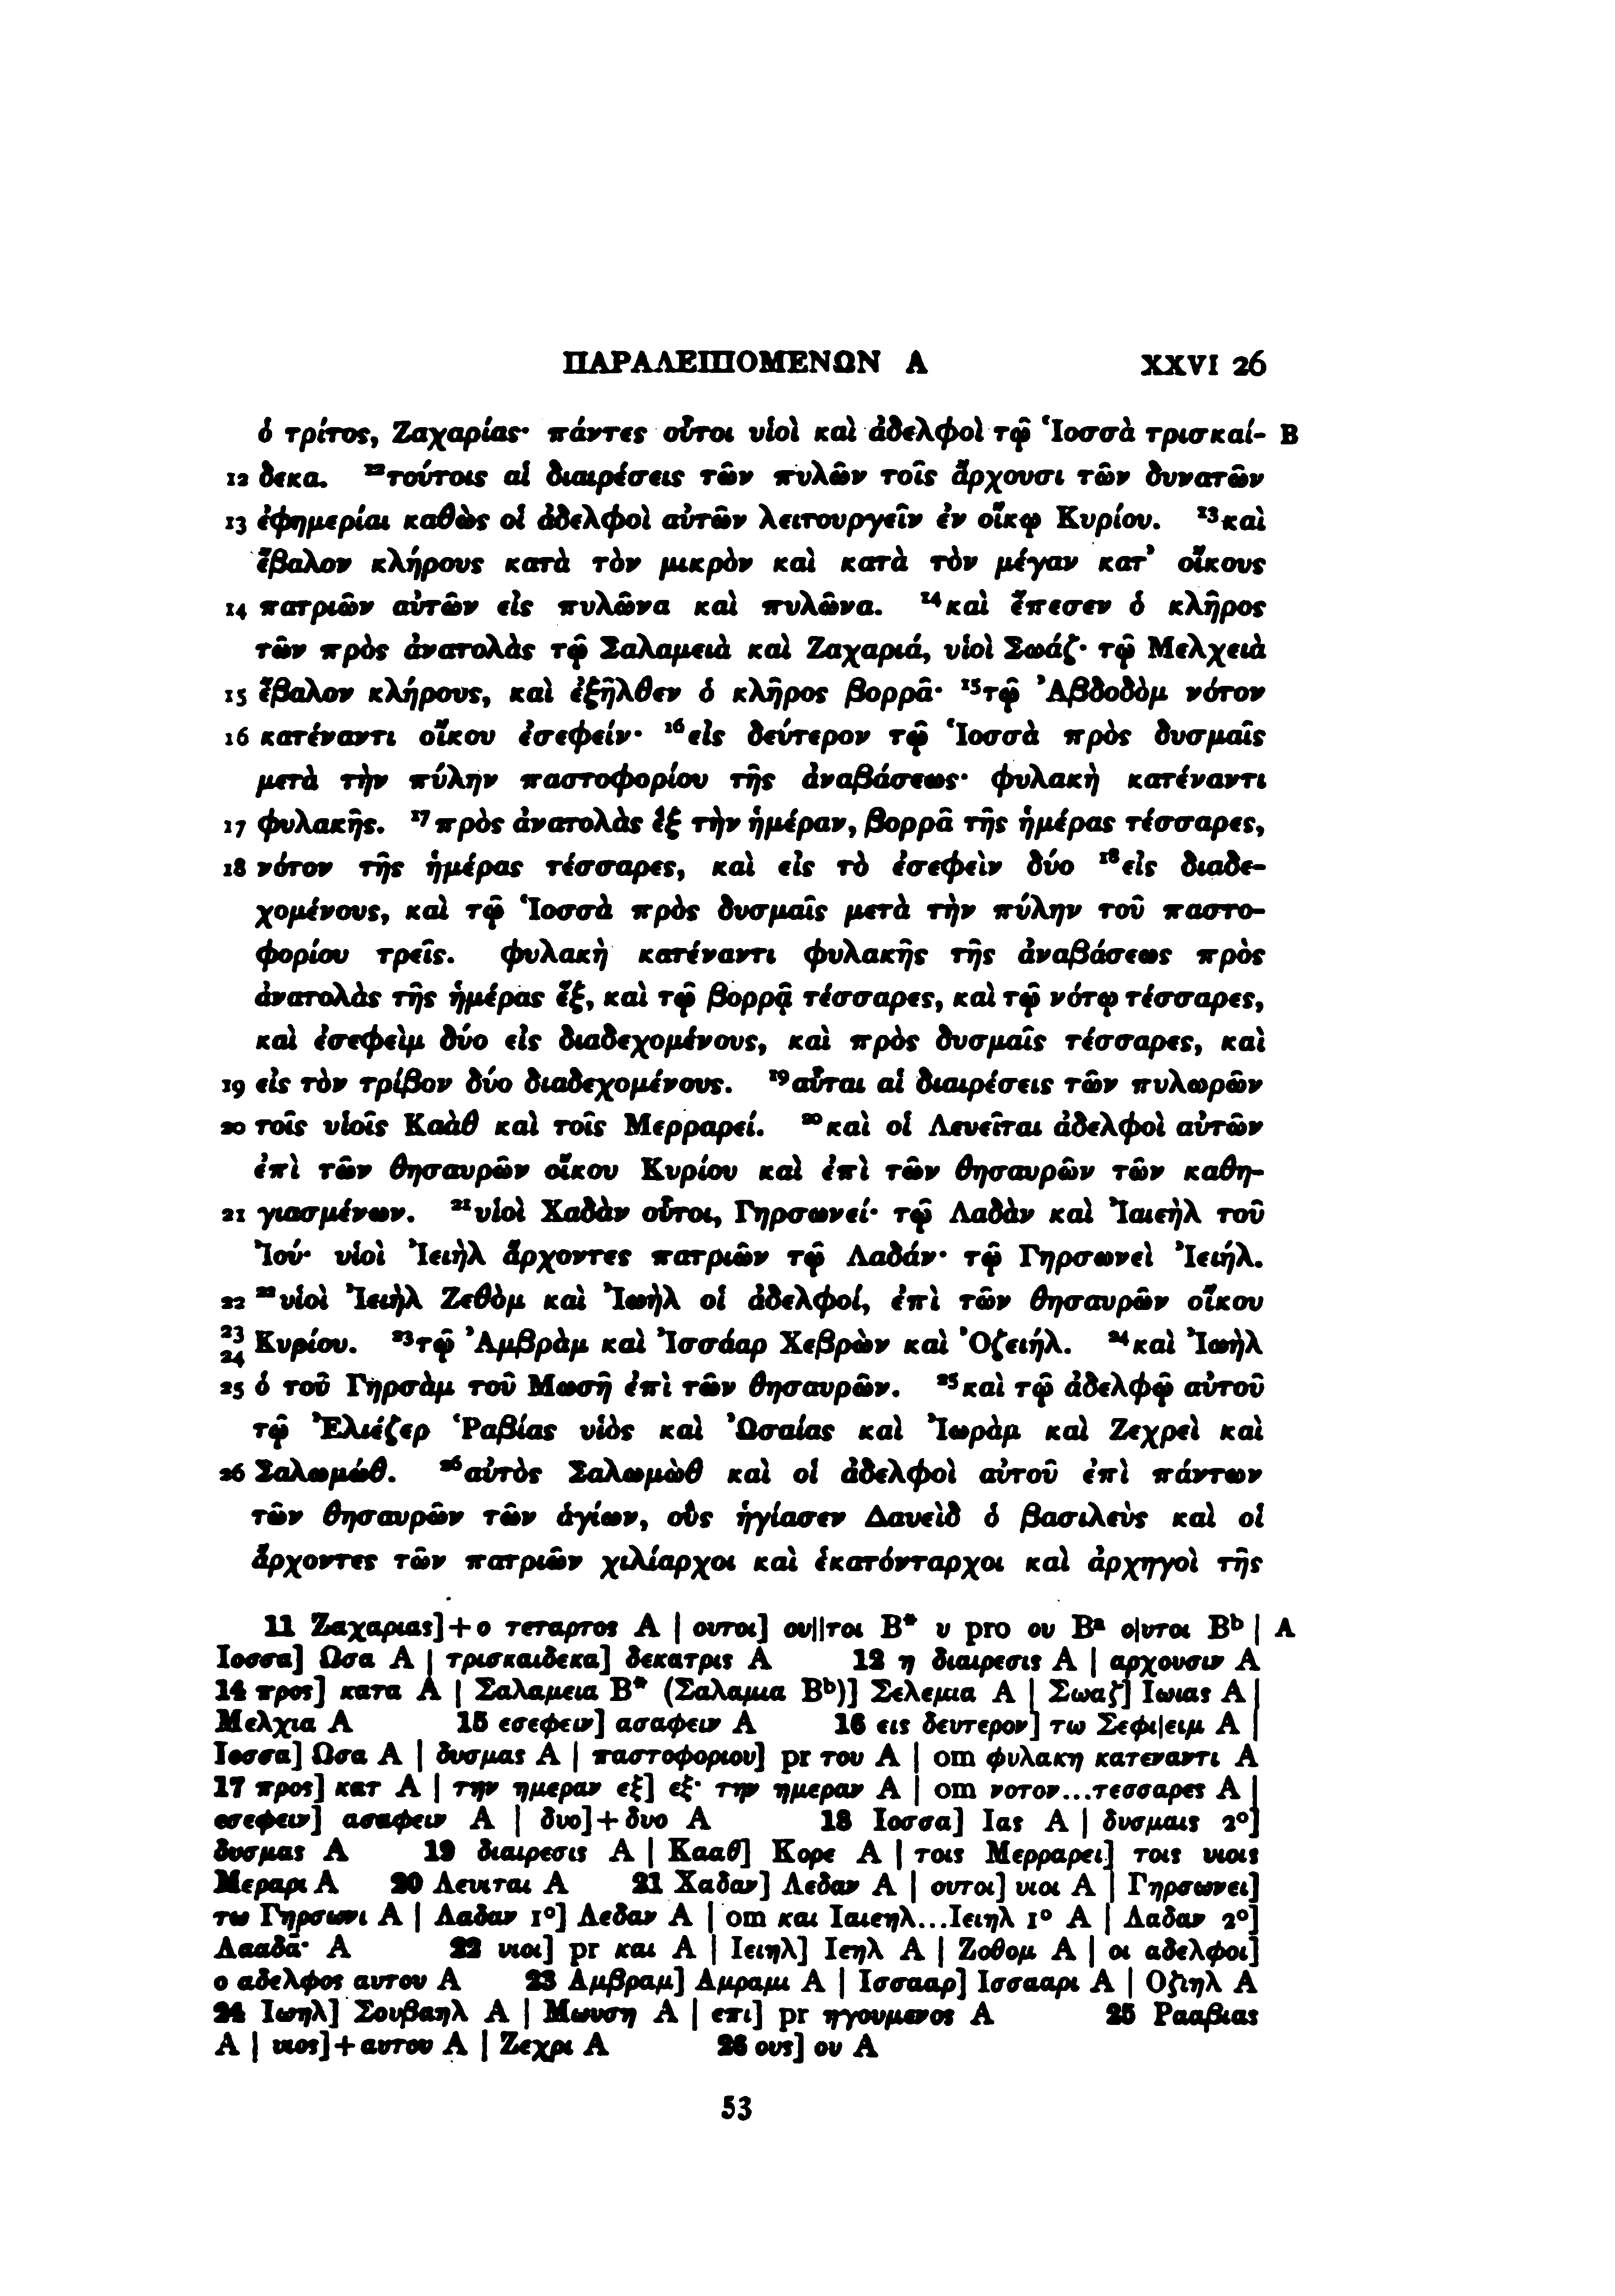 ΠΑΡΑΛΕΙΠΟΜΕΝΩΝ Α XXVI 26
ὁ τρίτος, Ζαχαρίας· πάντες οὗτοι υἱοὶ καὶ ἀδελφοὶ τῷ Ἱοσσὰ τρισκαί- B
12 δεκα. ¹²τούτοις αἱ διαιρέσεις τῶν πυλῶν τοῖς ἄρχουσι τῶν δυνατῶν
13 ἐφημερίαι καθὼς οἱ ἀδελφοὶ αὐτῶν λειτουργεῖν ἐν οἴκῳ Κυρίου. ¹³καὶ
ἔβαλον κλήρους κατὰ τὸν μικρὸν καὶ κατὰ τὸν μέγαν κατ’ οἴκους
14 πατριῶν αὐτῶν εἰς πυλῶνα καὶ πυλῶνα. ¹⁴καὶ ἔπεσεν ὁ κλῆρος
τῶν πρὸς ἀνατολὰς τῷ Σαλαμειὰ καὶ Ζαχαριά, υἱοὶ Σωάζ· τῷ Μελχειὰ
15 ἔβαλον κλήρους, καὶ ἐξῆλθεν ὁ κλῆρος βορρᾶ· ¹⁵τῷ Ἀβδοδὸμ νότον
16 κατέναντι οἴκου ἐσεφείν· ¹⁶εἰς δεύτερον τῷ Ἱοσσὰ πρὸς δυσμαῖς
μετὰ τὴν πύλην παστοφορίου τῆς ἀναβάσεως· φυλακὴ κατέναντι
17 φυλακῆς. ¹⁷πρὸς ἀνατολὰς ἓξ τὴν ἡμέραν, βορρᾶ τῆς ἡμέρας τέσσαρες,
18 νότον τῆς ἡμέρας τέσσαρες, καὶ εἰς τὸ ἐσεφεὶν δύο ¹⁸εἰς διαδε-
χομένους, καὶ τῷ Ἱοσσὰ πρὸς δυσμαῖς μετὰ τὴν πύλην τοῦ παστο-
φορίου τρεῖς. φυλακὴ κατέναντι φυλακῆς τῆς ἀναβάσεως πρὸς
ἀνατολὰς τῆς ἡμέρας ἕξ, καὶ τῷ βορρᾷ τέσσαρες, καὶ τῷ νότῳ τέσσαρες,
καὶ ἐσεφεὶμ δύο εἰς διαδεχομένους, καὶ πρὸς δυσμαῖς τέσσαρες, καὶ
19 εἰς τὸν τρίβον δύο διαδεχομένους. ¹⁹αὗται αἱ διαιρέσεις τῶν πυλωρῶν
20 τοῖς υἱοῖς Καὰθ καὶ τοῖς Μερραρεί. ²⁰καὶ οἱ Λευεῖται ἀδελφοὶ αὐτῶν
ἐπὶ τῶν θησαυρῶν οἴκου Κυρίου καὶ ἐπὶ τῶν θησαυρῶν τῶν καθη-
21 γιασμένων. ²¹υἱοὶ Χαδὰν οὗτοι, Γηρσωνεί· τῷ Λαδὰν καὶ Ἰαιεὴλ τοῦ
Ἰού· υἱοὶ Ἰειὴλ ἄρχοντες πατριῶν τῷ Λαδάν· τῷ Γηρσωνεὶ Ἰειήλ.
22 ²²υἱοὶ Ἰειὴλ Ζεθὸμ καὶ Ἰωὴλ οἱ ἀδελφοί, ἐπὶ τῶν θησαυρῶν οἴκου
23 Κυρίου. ²³τῷ Ἀμβρὰμ καὶ Ἰσσάαρ Χεβρὼν καὶ Ὀζειήλ. ²⁴καὶ Ἰωὴλ
24
25 ὁ τοῦ Γηρσὰμ τοῦ Μωσῆ ἐπὶ τῶν θησαυρῶν. ²⁵καὶ τῷ ἀδελφῷ αὐτοῦ
τῷ Ἐλιέζερ Ῥαβίας υἱὸς καὶ Ὠσαίας καὶ Ἰωρὰμ καὶ Ζεχρεὶ καὶ
26 Σαλωμώθ. ²⁶αὐτὸς Σαλωμὼθ καὶ οἱ ἀδελφοὶ αὐτοῦ ἐπὶ πάντων
τῶν θησαυρῶν τῶν ἁγίων, οὓς ἡγίασεν Δαυεὶδ ὁ βασιλεὺς καὶ οἱ
ἄρχοντες τῶν πατριῶν χιλίαρχοι καὶ ἑκατόνταρχοι καὶ ἀρχηγοὶ τῆς
11 Ζαχαριας]+ο τεταρτος A | ουτοι] ου||τοι B* υ pro ου Bᵃ ο|υτοι Bᵇ | A
Ιοσσα] Ωσα A | τρισκαιδεκα] δεκατρις A 12 η διαιρεσις A | αρχουσιν A
14 προς] κατα A | Σαλαμεια B* (Σαλαμια Bᵇ)] Σελεμια A | Σωαζ] Ιωιας A |
Μελχια A 15 εσεφειν] ασαφειν A 16 εις δευτερον] τω Σεφι|ειμ A |
Ιοσσα] Ωσα A | δυσμας A | παστοφοριου] pr του A | om φυλακη κατεναντι A
17 προς] κατ A | την ημεραν εξ] εξ· την ημεραν A | om νοτον...τεσσαρες A |
εσεφειν] ασαφειν A | δυο]+δυο A 18 Ιοσσα] Ιας A | δυσμαις 2°]
δυσμας A 19 διαιρεσις A | Κααθ] Κορε A | τοις Μερραρει] τοις υιοις
Μεραρι A 20 Λευιται A 21 Χαδαν] Λεδαν A | ουτοι] υιοι A | Γηρσωνει]
τω Γηρσωνι A | Λαδαν 1°] Λεδαν A | om και Ιαιεηλ...Ιειηλ 1° A | Λαδαν 2°]
Λααδα̅· A 22 υιοι] pr και A | Ιειηλ] Ιεηλ A | Ζοθομ A | οι αδελφοι]
ο αδελφος αυτου A 23 Αμβραμ] Αμραμι A | Ισσααρ] Ισσααρι A | Οζιηλ A
24 Ιωηλ] Σουβαηλ A | Μωυση A | επι] pr ηγουμενος A 25 Ρααβιας
A | υιος]+αυτου A | Ζεχρι A 26 ους] ου A
53